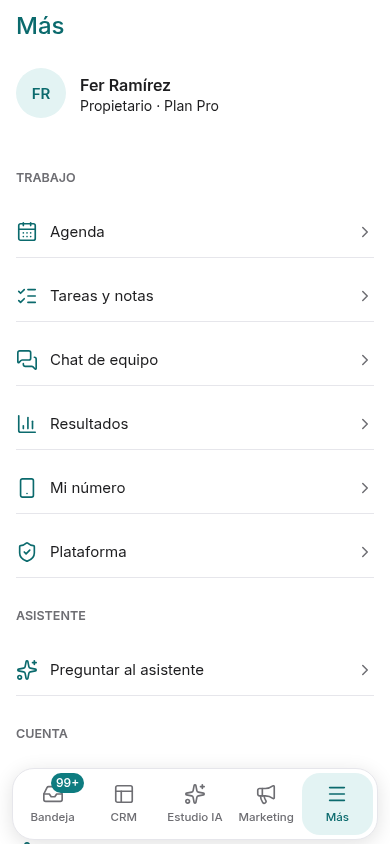 Más
FR
Fer Ramírez
Propietario · Plan Pro
TRABAJO
Agenda
Tareas y notas
Chat de equipo
Resultados
Mi número
Plataforma
ASISTENTE
Preguntar al asistente
CUENTA
99+
Bandeja
CRM
Estudio IA
Marketing
Más